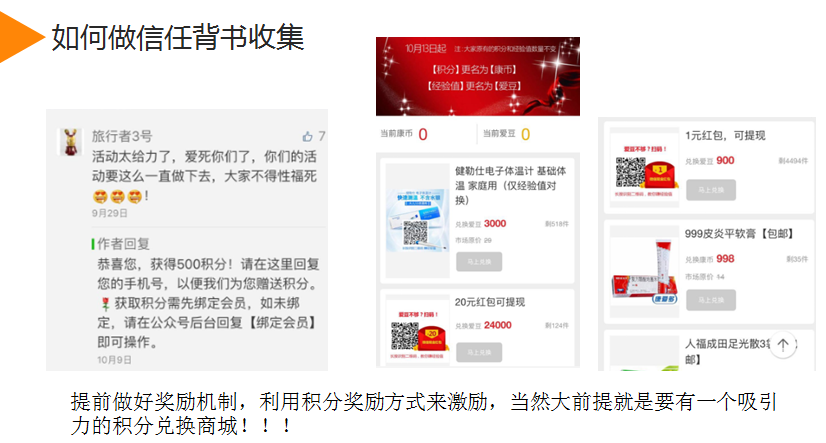 如何做信任背书收集
旅行者3号
7
活动太给力了，爱死你们了，你们的活
动要这么一直做下去，大家不得性福死
！
9月29日
作者回复
恭喜您，获得500积分！请在这里回复
您的手机号，以便我们为您赠送积分。
获取积分需先绑定会员，如未绑
定，请在公众号后台回复【绑定会员】
即可操作。
10月9日
10月13日起 注：大家原有的积分和经验值数量不变
【积分】更名为【康币】
【经验值】更名为【爱豆】
当前康币 0 当前爱豆 0
健勒仕电子体温计 基础体
温 家庭用（仅经验值对
换）
兑换爱豆 3000 剩518件
市场原价 29
马上兑换
20元红包可提现
爱豆不够？扫码！
20
兑换爱豆 24000 剩124件
马上兑换
1元红包，可提现
爱豆不够？扫码！
1
兑换爱豆 900 剩4494件
马上兑换
999皮炎平软膏【包邮】
兑换康币 998 剩35件
市场原价 14
康爱多
马上兑换
人福成田足光散3
邮】
提前做好奖励机制，利用积分奖励方式来激励，当然大前提就是要有一个吸引
力的积分兑换商城！！！